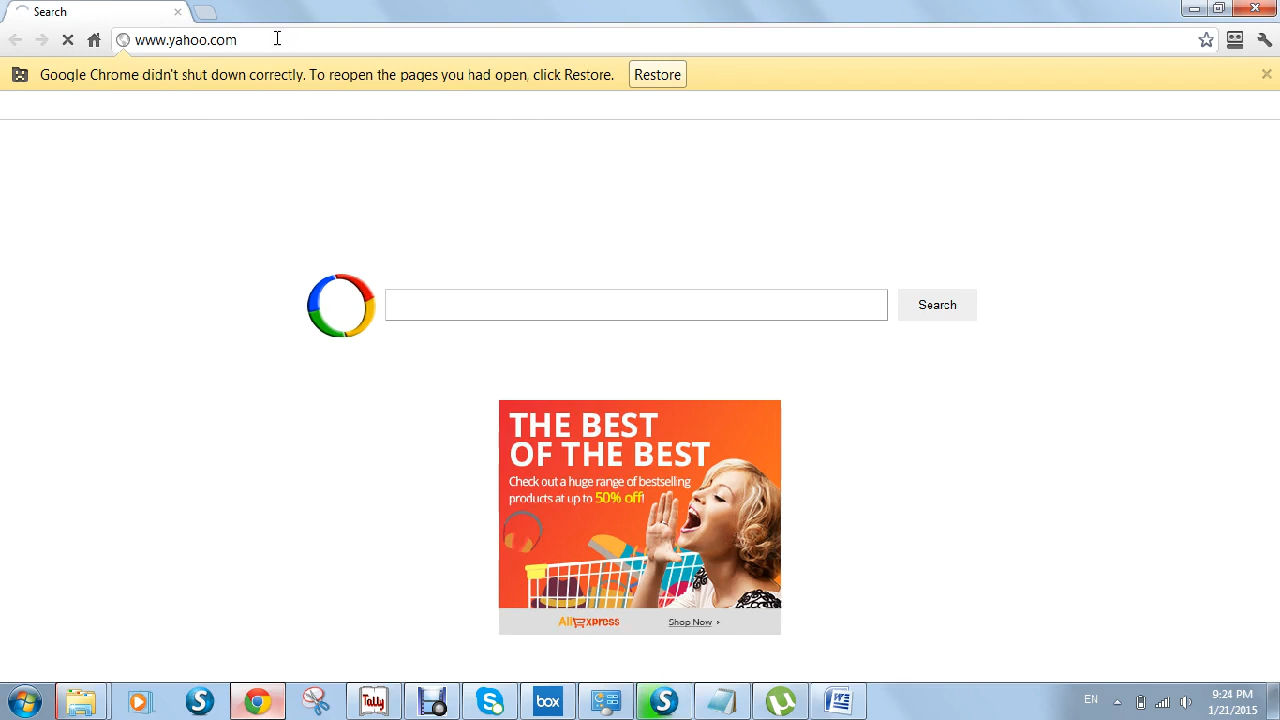 Search
www.yahoo.com
Google Chrome didn't shut down correctly. To reopen the pages you had open, click Restore. Restore
Search
THE BEST
OF THE BEST
Check out a huge range of bestselling
products at up to 50% off!
AliExpress Shop Now >
S Tally S box S W EN 9:24 PM
1/21/2015